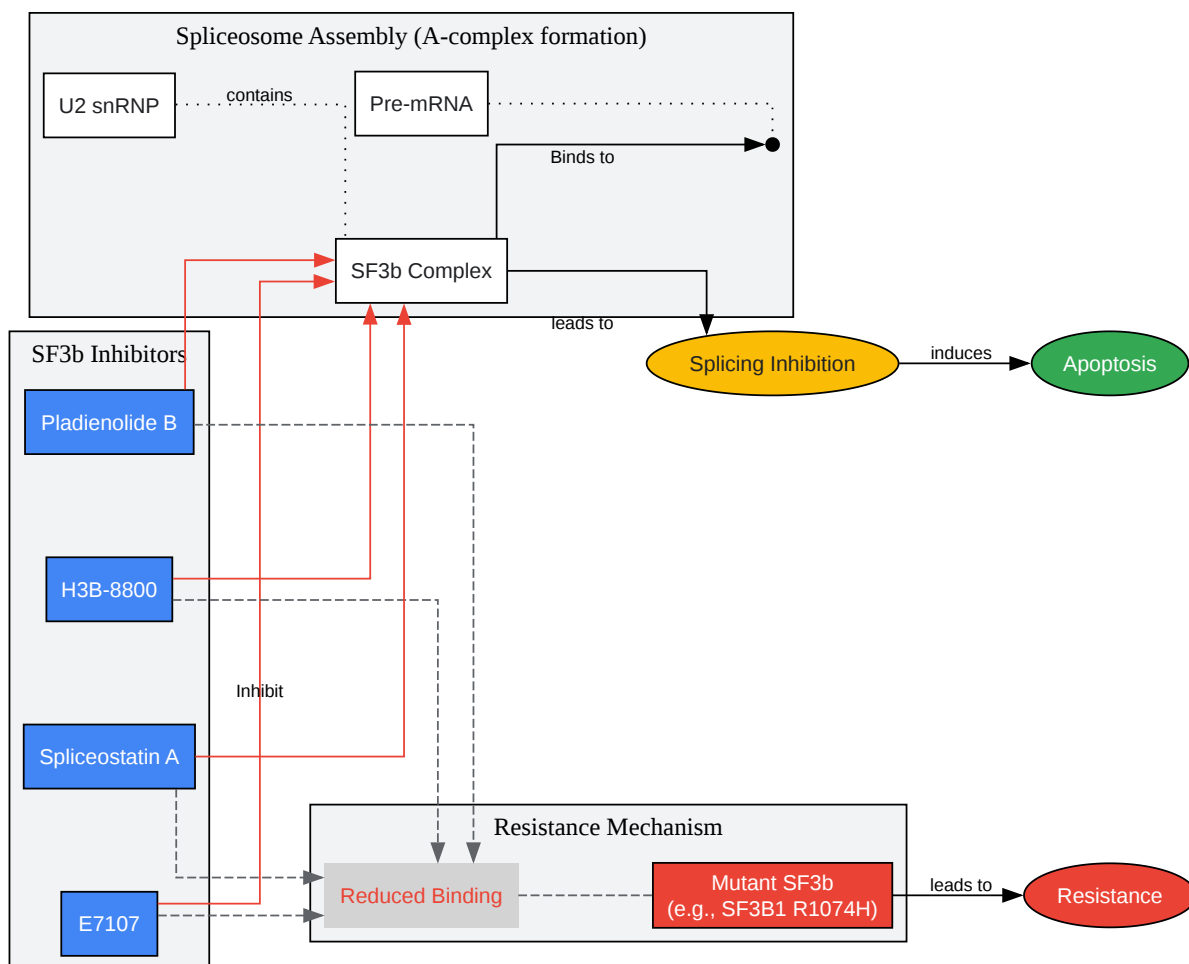 Spliceosome Assembly (A-complex formation)
U2 snRNP
contains
Pre-mRNA
Binds to
SF3b Complex
leads to
SF3b Inhibitors
Splicing Inhibition
induces
Apoptosis
Pladienolide B
H3B-8800
Inhibit
Spliceostatin A
Resistance Mechanism
Reduced Binding
Mutant SF3b
(e.g., SF3B1 R1074H)
leads to
Resistance
E7107